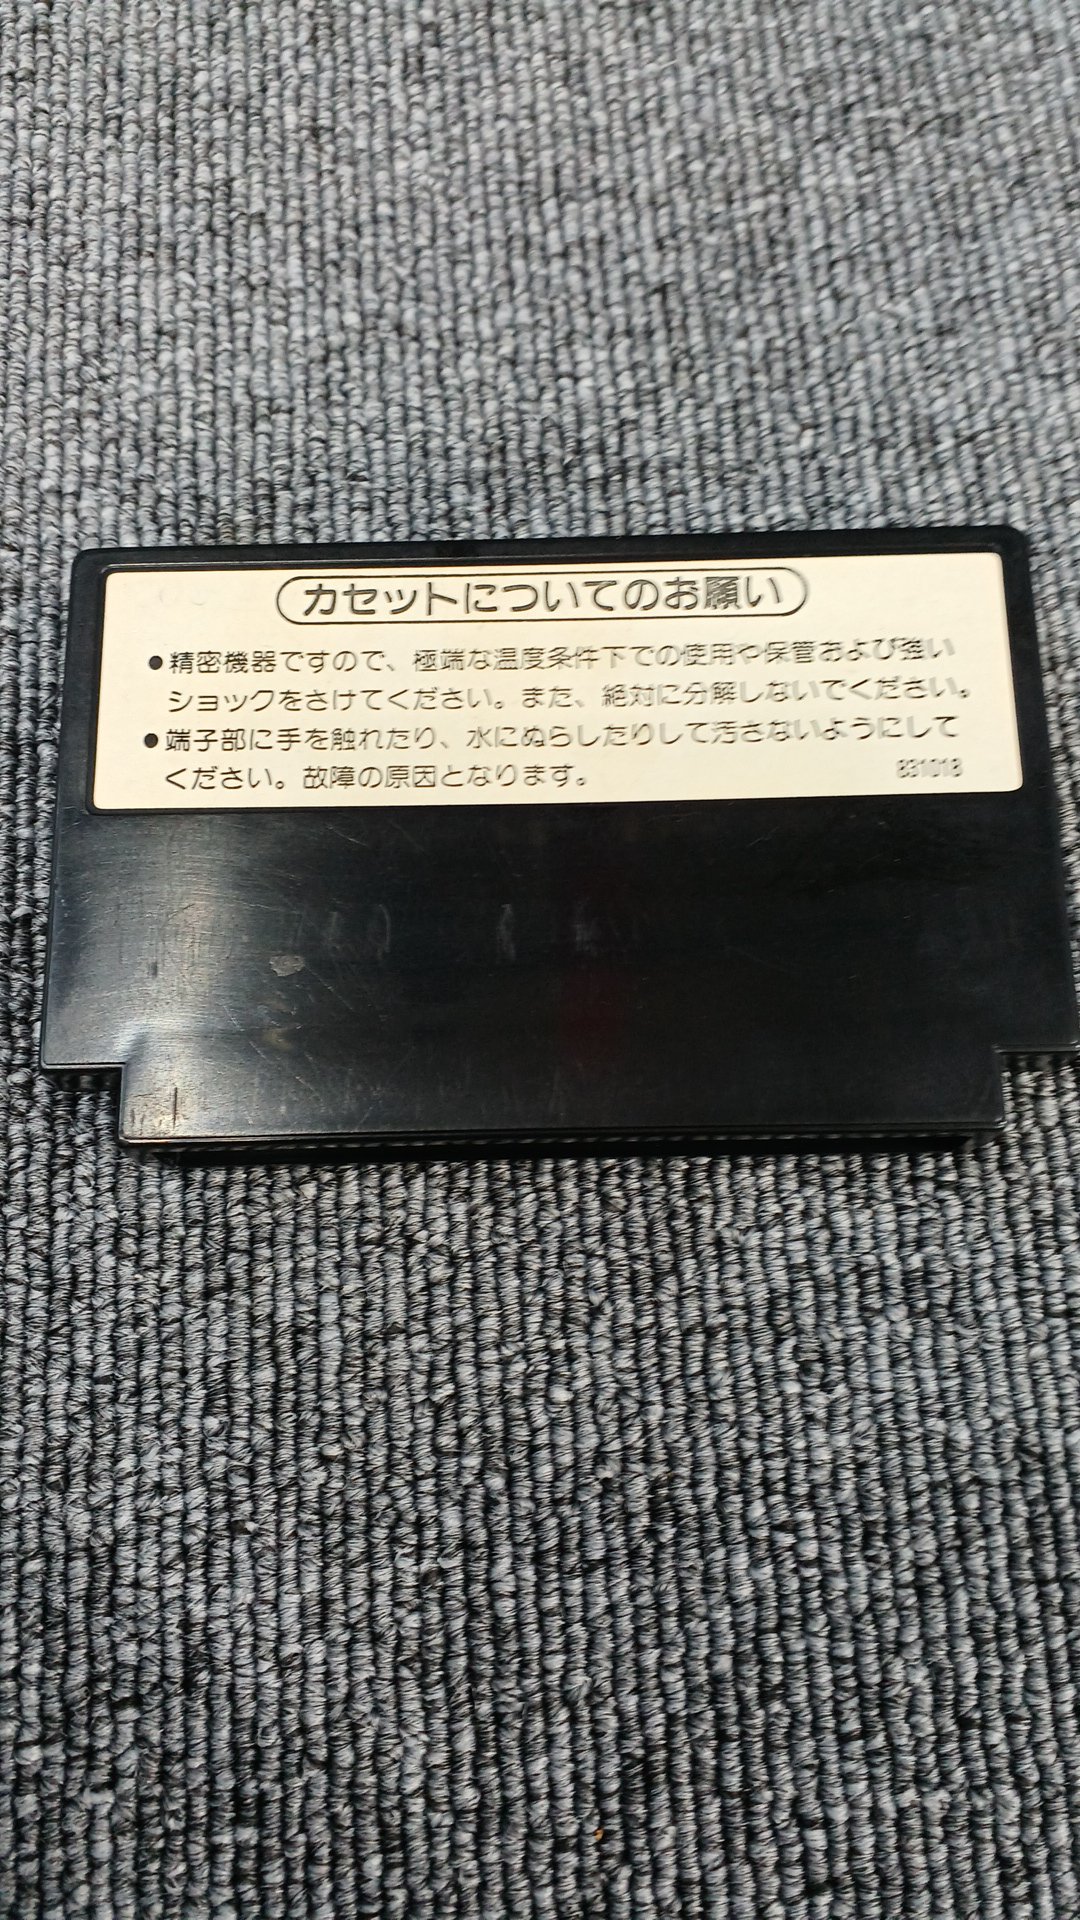 カセットについてのお願い
●精密機器ですので、極端な温度条件下での使用や保管および強い
ショックをさけてください。また、絶対に分解しないでください。
●端子部に手を触れたり、水にぬらしたりして汚さないようにして
ください。故障の原因となります。
831018